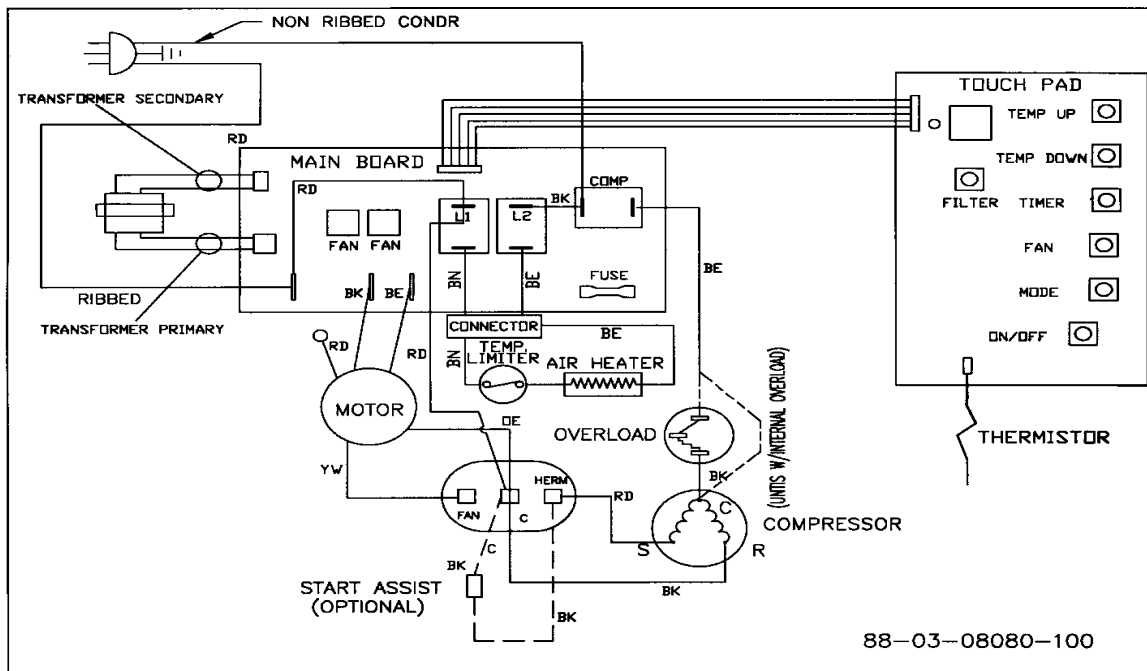 NON RIBBED CONDR
TRANSFORMER SECONDARY
RD
MAIN BOARD
RD
FAN
FAN
L1
L2
BK
COMP
BN
BE
FUSE
BE
BK
BE
RIBBED
TRANSFORMER PRIMARY
CONNECTOR
BE
TEMP.
LIMITER
BN
AIR HEATER
RD
RD
MOTOR
OE
OVERLOAD
(UNTIS W/INTERNAL OVERLOAD)
YW
FAN
C
HERM
RD
BK
C
COMPRESSOR
S
R
C
BK
BK
BK
START ASSIST
(OPTIONAL)
TOUCH PAD
TEMP UP
TEMP DOWN
FILTER
TIMER
FAN
MODE
ON/OFF
THERMISTOR
88-03-08080-100